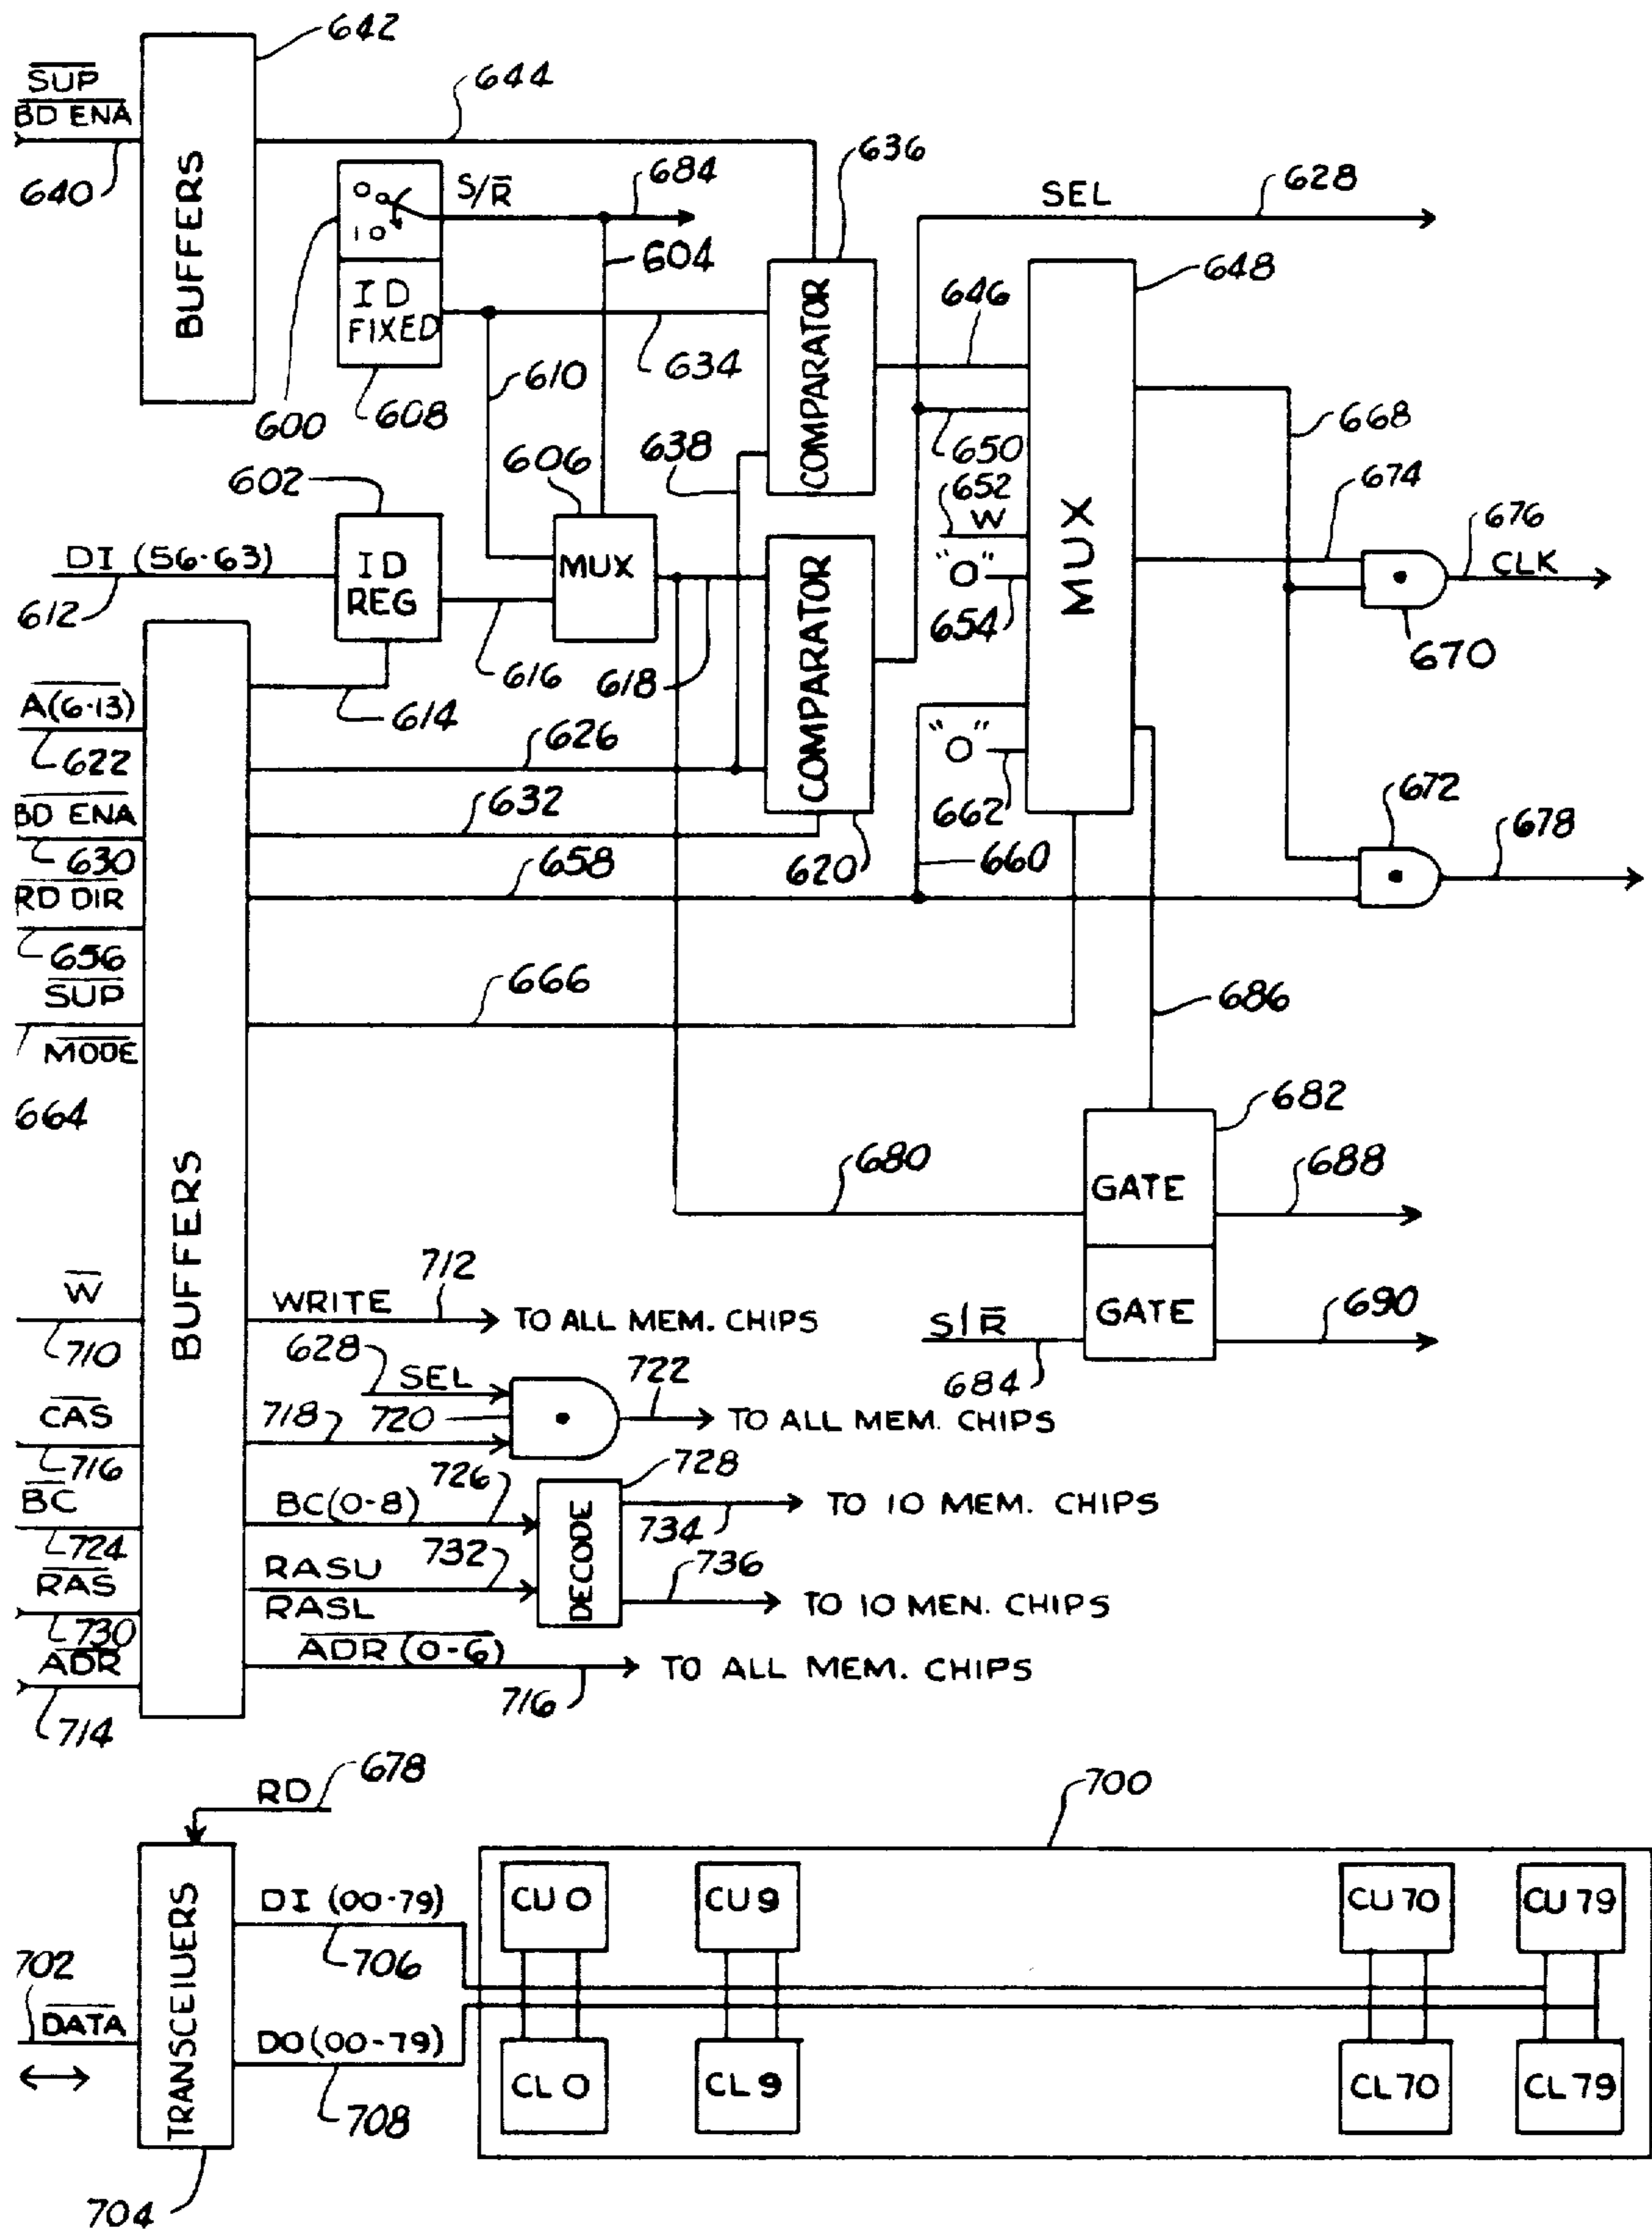 642
SUP
BD ENA
640
BUFFERS
644
S/R
684
0
1
600
604
ID
FIXED
608
610
634
636
COMPARATOR
638
SEL
628
646
648
650
652
W
"0"
654
MUX
668
674
676
CLK
670
602
DI (56-63)
612
ID
REG
606
MUX
616
618
614
COMPARATOR
620
A(6-13)
622
626
BD ENA
630
632
RD DIR
656
658
660
"0"
662
672
678
SUP
MODE
664
666
686
682
680
GATE
688
S/R
684
GATE
690
BUFFERS
W
710
WRITE
712
TO ALL MEM. CHIPS
628
SEL
720
722
TO ALL MEM. CHIPS
CAS
716
718
BC
724
BC(0-8)
726
728
DECODE
734
TO 10 MEM. CHIPS
RAS
730
RASU
RASL
732
736
TO 10 MEN. CHIPS
ADR
714
ADR (0-6)
716
TO ALL MEM. CHIPS
RD
678
700
TRANSCEIVERS
704
702
DATA
DI (00-79)
706
DO(00-79)
708
CU 0
CU 9
CU 70
CU 79
CL 0
CL 9
CL 70
CL 79